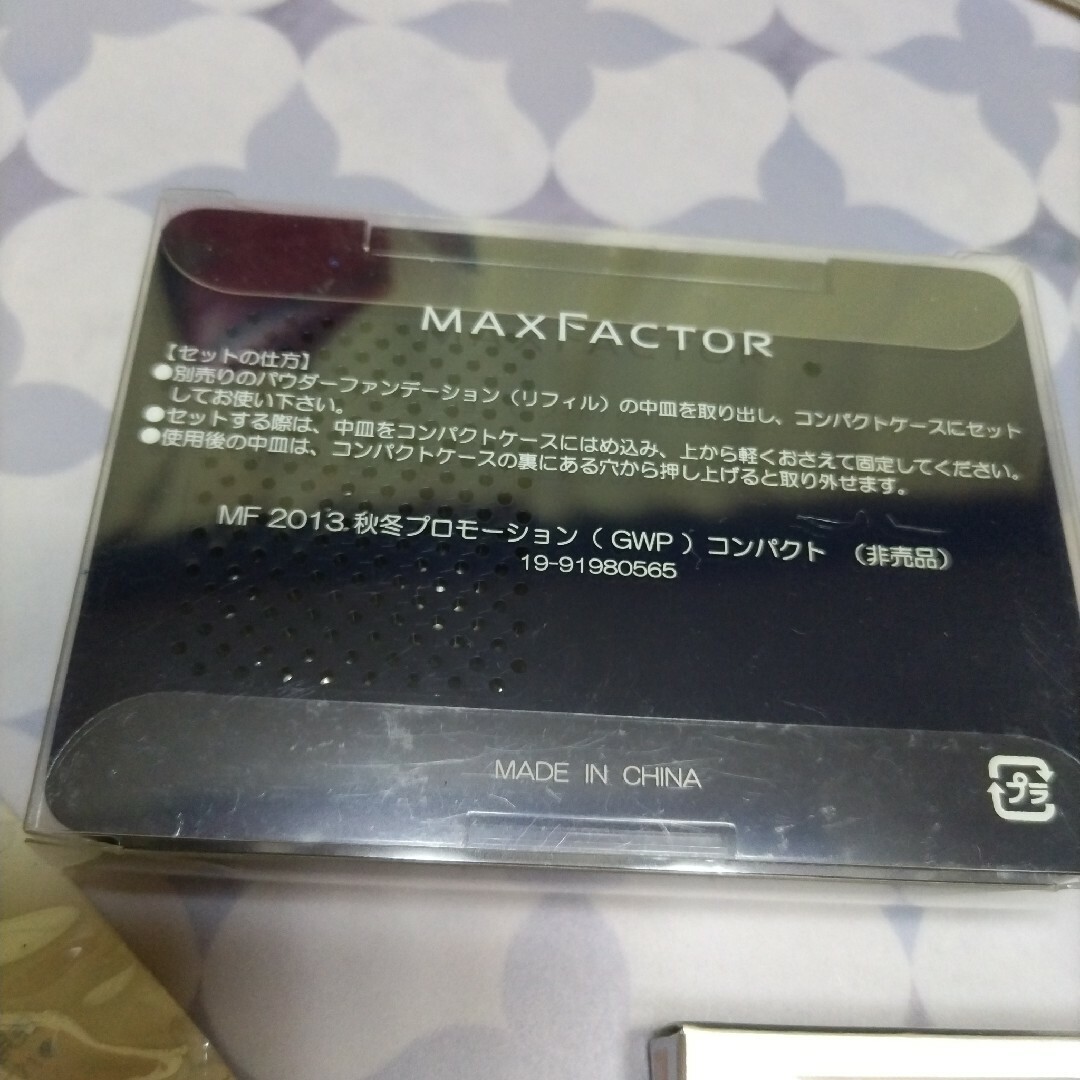 MAXFACTOR
【セットの仕方】
●別売りのパウダーファンデーション（リフィル）の中皿を取り出し、コンパクトケースにセット
してお使い下さい。
●セットする際は、中皿をコンパクトケースにはめ込み、上から軽くおさえて固定してください。
●使用後の中皿は、コンパクトケースの裏にある穴から押し上げると取り外せます。
MF 2013 秋冬プロモーション（GWP）コンパクト （非売品）
19-91980565
MADE IN CHINA
プラ